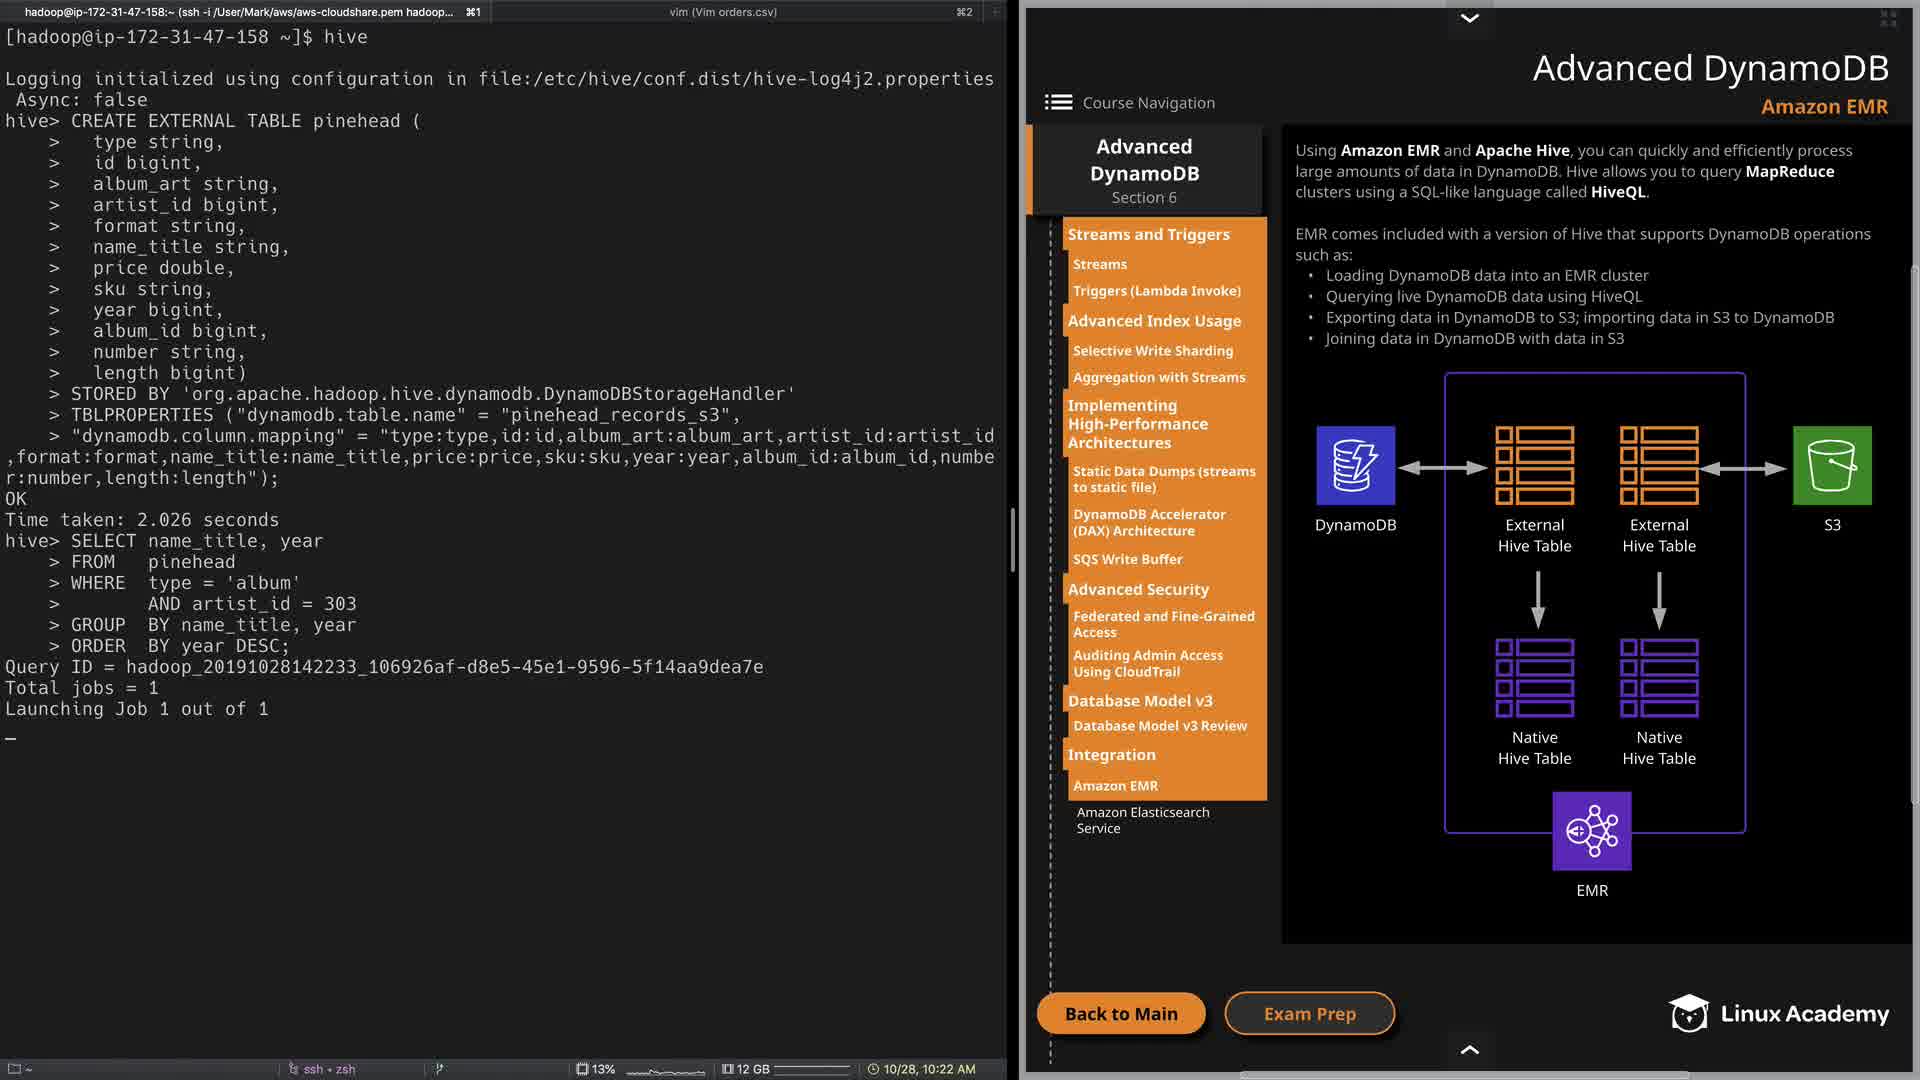 hadoop@ip-172-31-47-158:~ (ssh -i /User/Mark/aws/aws-cloudshare.pem hadoop... ⌘1
vim (Vim orders.csv) ⌘2
[hadoop@ip-172-31-47-158 ~]$ hive
Logging initialized using configuration in file:/etc/hive/conf.dist/hive-log4j2.properties
Async: false
hive> CREATE EXTERNAL TABLE pinehead (
> type string,
> id bigint,
> album_art string,
> artist_id bigint,
> format string,
> name_title string,
> price double,
> sku string,
> year bigint,
> album_id bigint,
> number string,
> length bigint)
> STORED BY 'org.apache.hadoop.hive.dynamodb.DynamoDBStorageHandler'
> TBLPROPERTIES ("dynamodb.table.name" = "pinehead_records_s3",
> "dynamodb.column.mapping" = "type:type,id:id,album_art:album_art,artist_id:artist_id
,format:format,name_title:name_title,price:price,sku:sku,year:year,album_id:album_id,numbe
r:number,length:length");
OK
Time taken: 2.026 seconds
hive> SELECT name_title, year
> FROM pinehead
> WHERE type = 'album'
> AND artist_id = 303
> GROUP BY name_title, year
> ORDER BY year DESC;
Query ID = hadoop_20191028142233_106926af-d8e5-45e1-9596-5f14aa9dea7e
Total jobs = 1
Launching Job 1 out of 1
~
ssh • zsh
13%
12 GB
10/28, 10:22 AM
Advanced DynamoDB
Amazon EMR
Course Navigation
Advanced
DynamoDB
Section 6
Streams and Triggers
Streams
Triggers (Lambda Invoke)
Advanced Index Usage
Selective Write Sharding
Aggregation with Streams
Implementing
High-Performance
Architectures
Static Data Dumps (streams
to static file)
DynamoDB Accelerator
(DAX) Architecture
SQS Write Buffer
Advanced Security
Federated and Fine-Grained
Access
Auditing Admin Access
Using CloudTrail
Database Model v3
Database Model v3 Review
Integration
Amazon EMR
Amazon Elasticsearch
Service
Using Amazon EMR and Apache Hive, you can quickly and efficiently process
large amounts of data in DynamoDB. Hive allows you to query MapReduce
clusters using a SQL-like language called HiveQL.
EMR comes included with a version of Hive that supports DynamoDB operations
such as:
• Loading DynamoDB data into an EMR cluster
• Querying live DynamoDB data using HiveQL
• Exporting data in DynamoDB to S3; importing data in S3 to DynamoDB
• Joining data in DynamoDB with data in S3
DynamoDB
External
Hive Table
External
Hive Table
S3
Native
Hive Table
Native
Hive Table
EMR
Back to Main
Exam Prep
Linux Academy